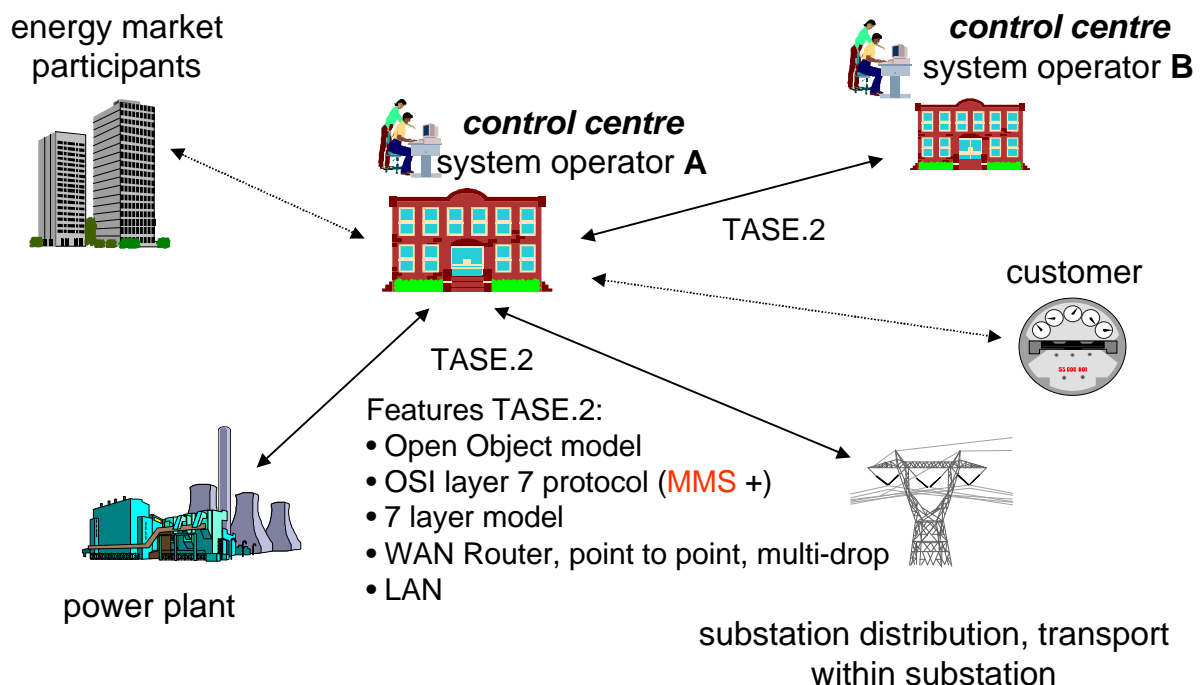 energy market
participants
control centre
system operator A
control centre
system operator B
TASE.2
customer
TASE.2
Features TASE.2:
• Open Object model
• OSI layer 7 protocol (MMS +)
• 7 layer model
• WAN Router, point to point, multi-drop
• LAN
power plant
substation distribution, transport
within substation